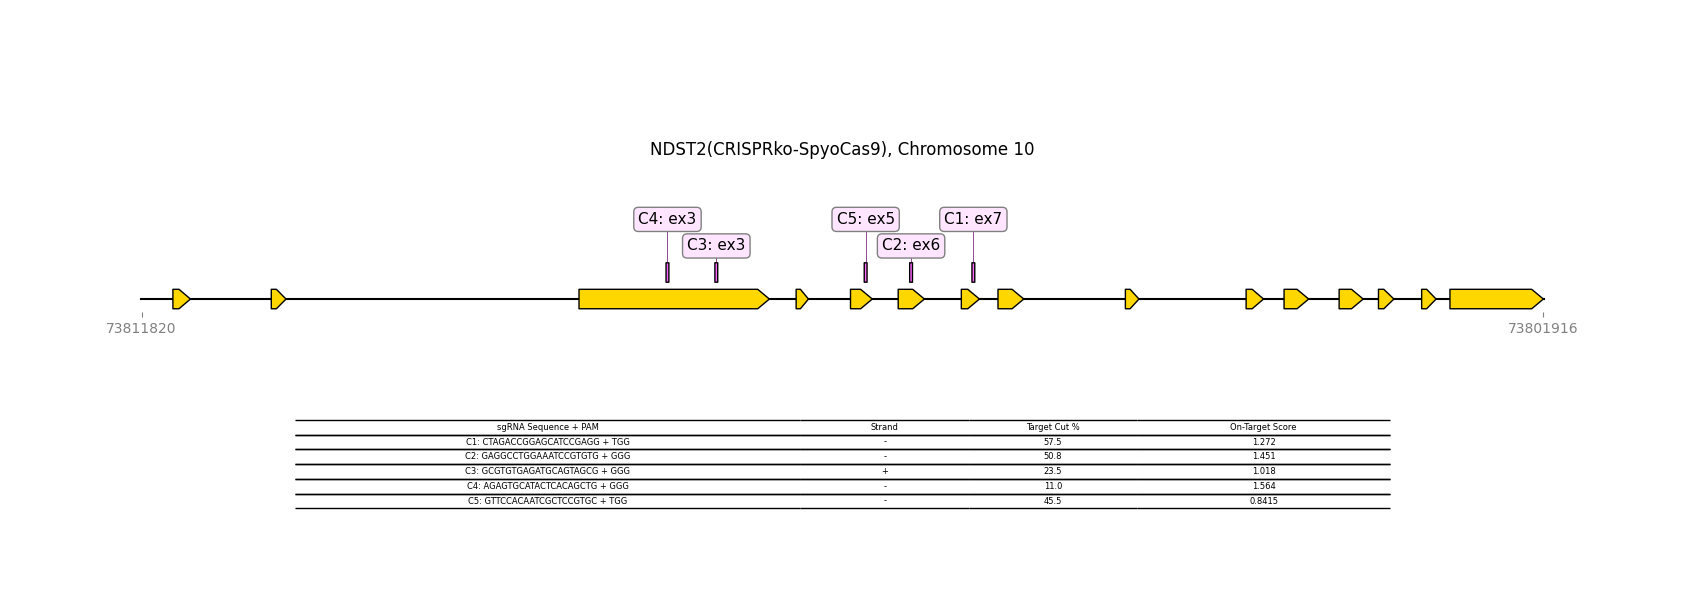 NDST2(CRISPRko-SpyoCas9), Chromosome 10
C4: ex3
C5: ex5
C1: ex7
C3: ex3
C2: ex6
73811820
73801916
sgRNA Sequence + PAM Strand Target Cut % On-Target Score
C1: CTAGACCGGAGCATCCGAGG + TGG - 57.5 1.272
C2: GAGGCCTGGAAATCCGTGTG + GGG - 50.8 1.451
C3: GCGTGTGAGATGCAGTAGCG + GGG + 23.5 1.018
C4: AGAGTGCATACTCACAGCTG + GGG - 11.0 1.564
C5: GTTCCACAATCGCTCCGTGC + TGG - 45.5 0.8415